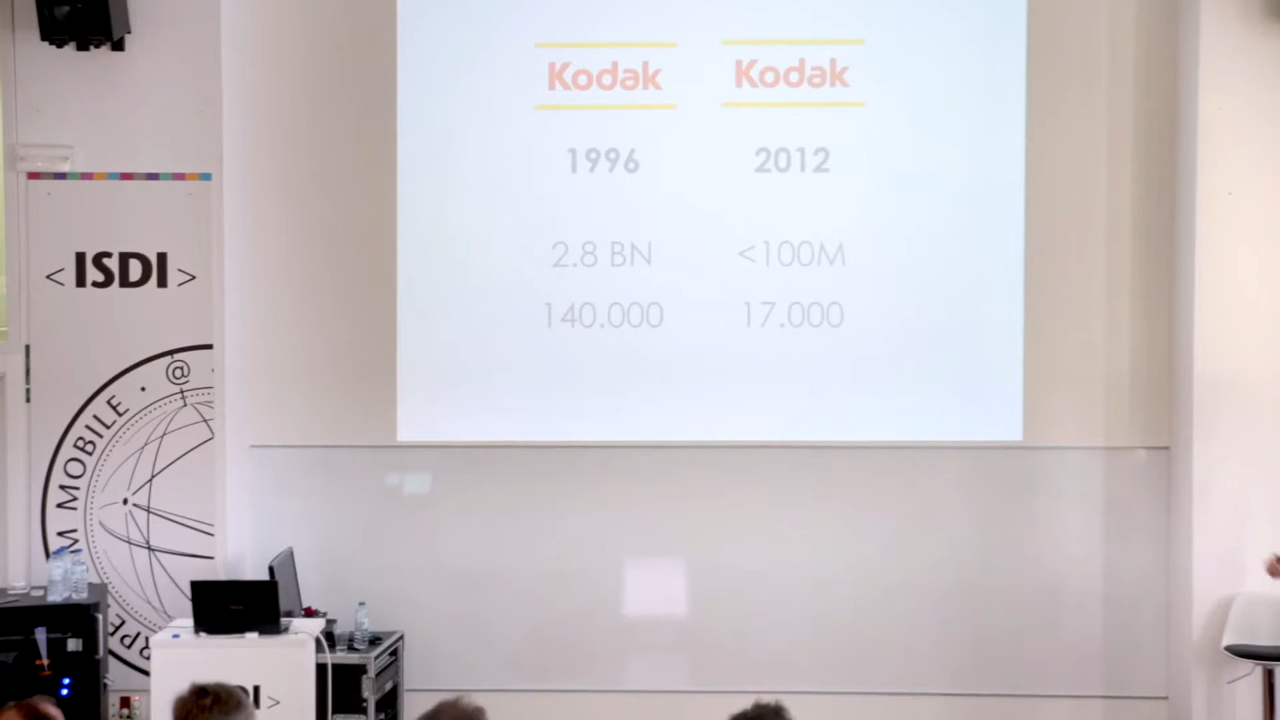 Kodak Kodak
1996 2012
2.8 BN <100M
140.000 17.000
<ISDI>
M MOBILE • @
>